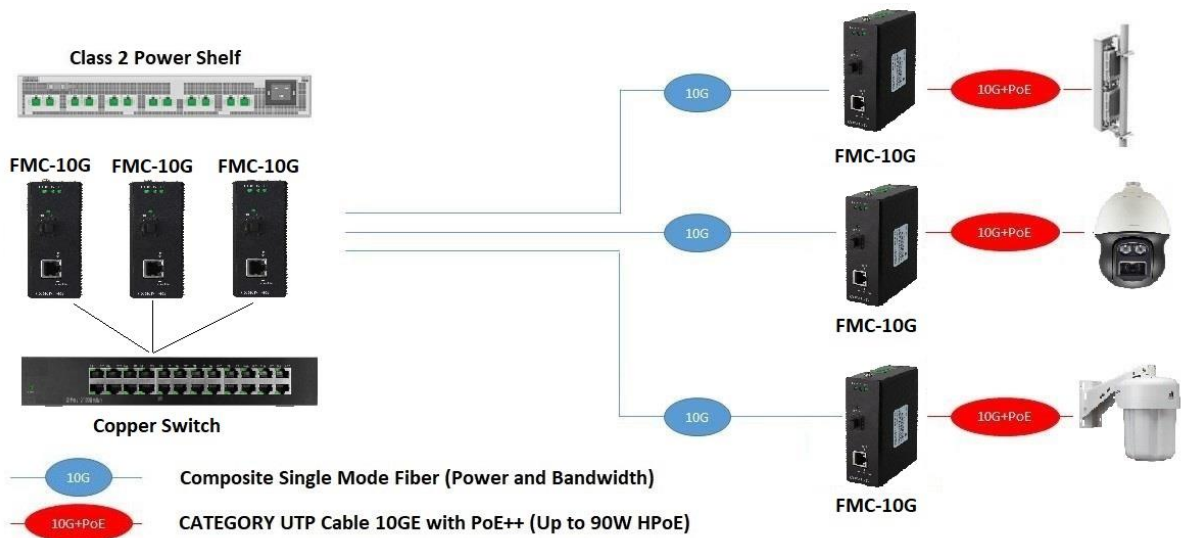 Class 2 Power Shelf
FMC-10G FMC-10G FMC-10G
Copper Switch
10G
10G+PoE
FMC-10G
10G
10G+PoE
FMC-10G
10G
10G+PoE
FMC-10G
10G Composite Single Mode Fiber (Power and Bandwidth)
10G+PoE CATEGORY UTP Cable 10GE with PoE++ (Up to 90W HPoE)